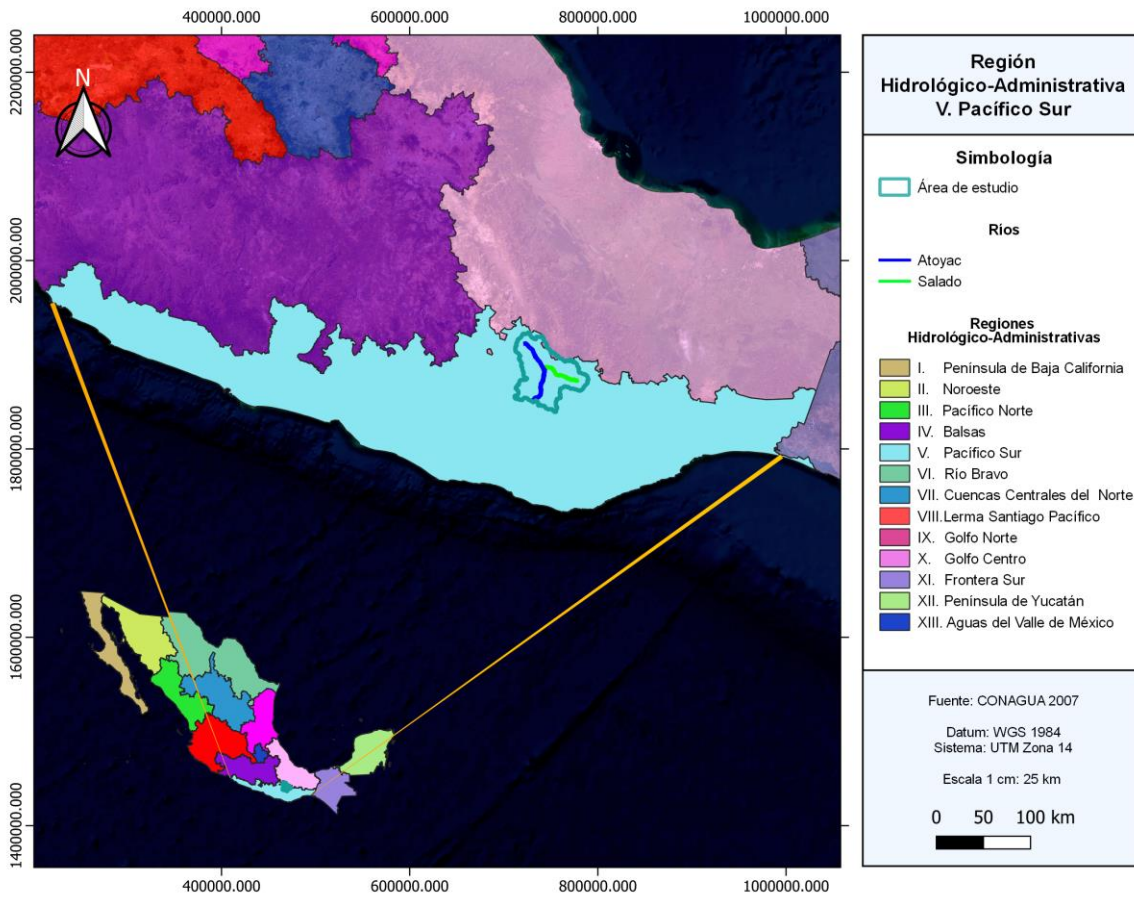 400000.000 600000.000 800000.000 1000000.000
2200000.000
2000000.000
1800000.000
1600000.000
1400000.000
N
400000.000 600000.000 800000.000 1000000.000
Región
Hidrológico-Administrativa
V. Pacífico Sur
Simbología
Área de estudio
Ríos
Atoyac
Salado
Regiones
Hidrológico-Administrativas
I. Península de Baja California
II. Noroeste
III. Pacífico Norte
IV. Balsas
V. Pacífico Sur
VI. Río Bravo
VII. Cuencas Centrales del Norte
VIII. Lerma Santiago Pacífico
IX. Golfo Norte
X. Golfo Centro
XI. Frontera Sur
XII. Península de Yucatán
XIII. Aguas del Valle de México
Fuente: CONAGUA 2007
Datum: WGS 1984
Sistema: UTM Zona 14
Escala 1 cm: 25 km
0 50 100 km